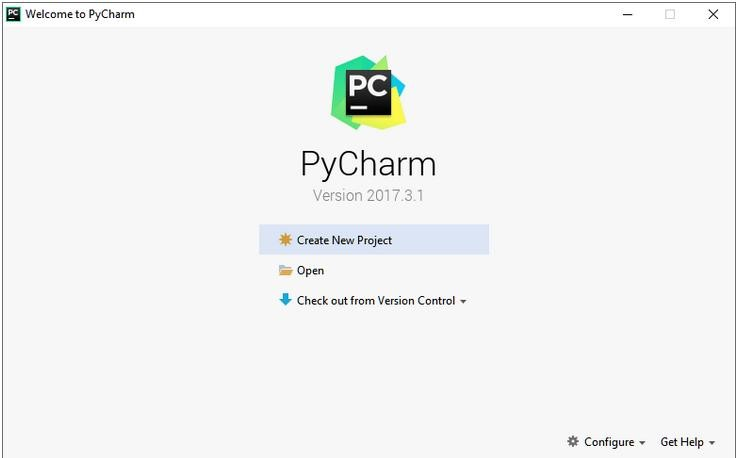 PC
Welcome to PyCharm
PC
PyCharm
Version 2017.3.1
Create New Project
Open
Check out from Version Control
Configure
Get Help